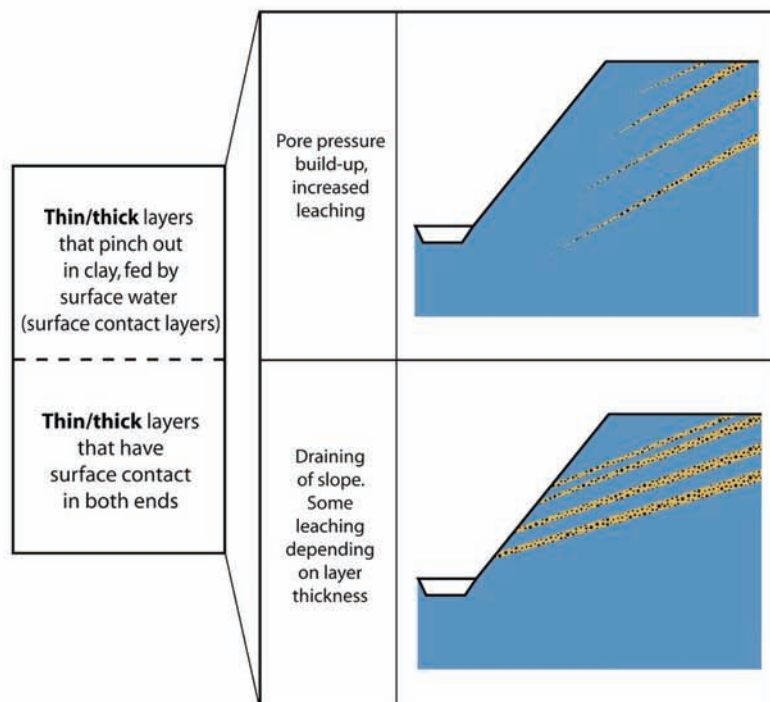 Thin/thick layers
that pinch out
in clay, fed by
surface water
(surface contact layers)
Thin/thick layers
that have
surface contact
in both ends
Pore pressure
build-up,
increased
leaching
Draining
of slope.
Some
leaching
depending
on layer
thickness